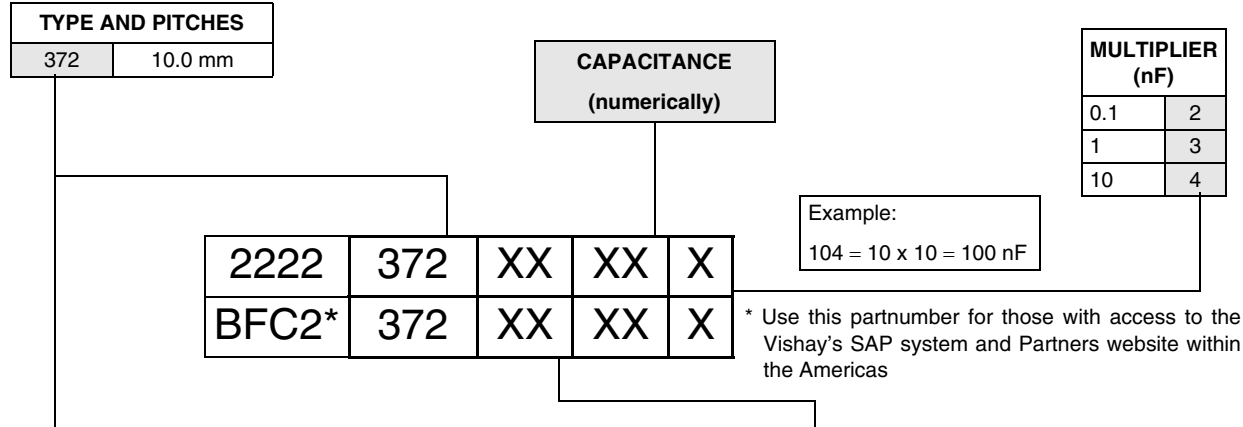 TYPE AND PITCHES
372 10.0 mm
CAPACITANCE
(numerically)
MULTIPLIER
(nF)
0.1 2
1 3
10 4
Example:
104 = 10 x 10 = 100 nF
2222 372 XX XX X
BFC2* 372 XX XX X
* Use this partnumber for those with access to the
Vishay's SAP system and Partners website within
the Americas